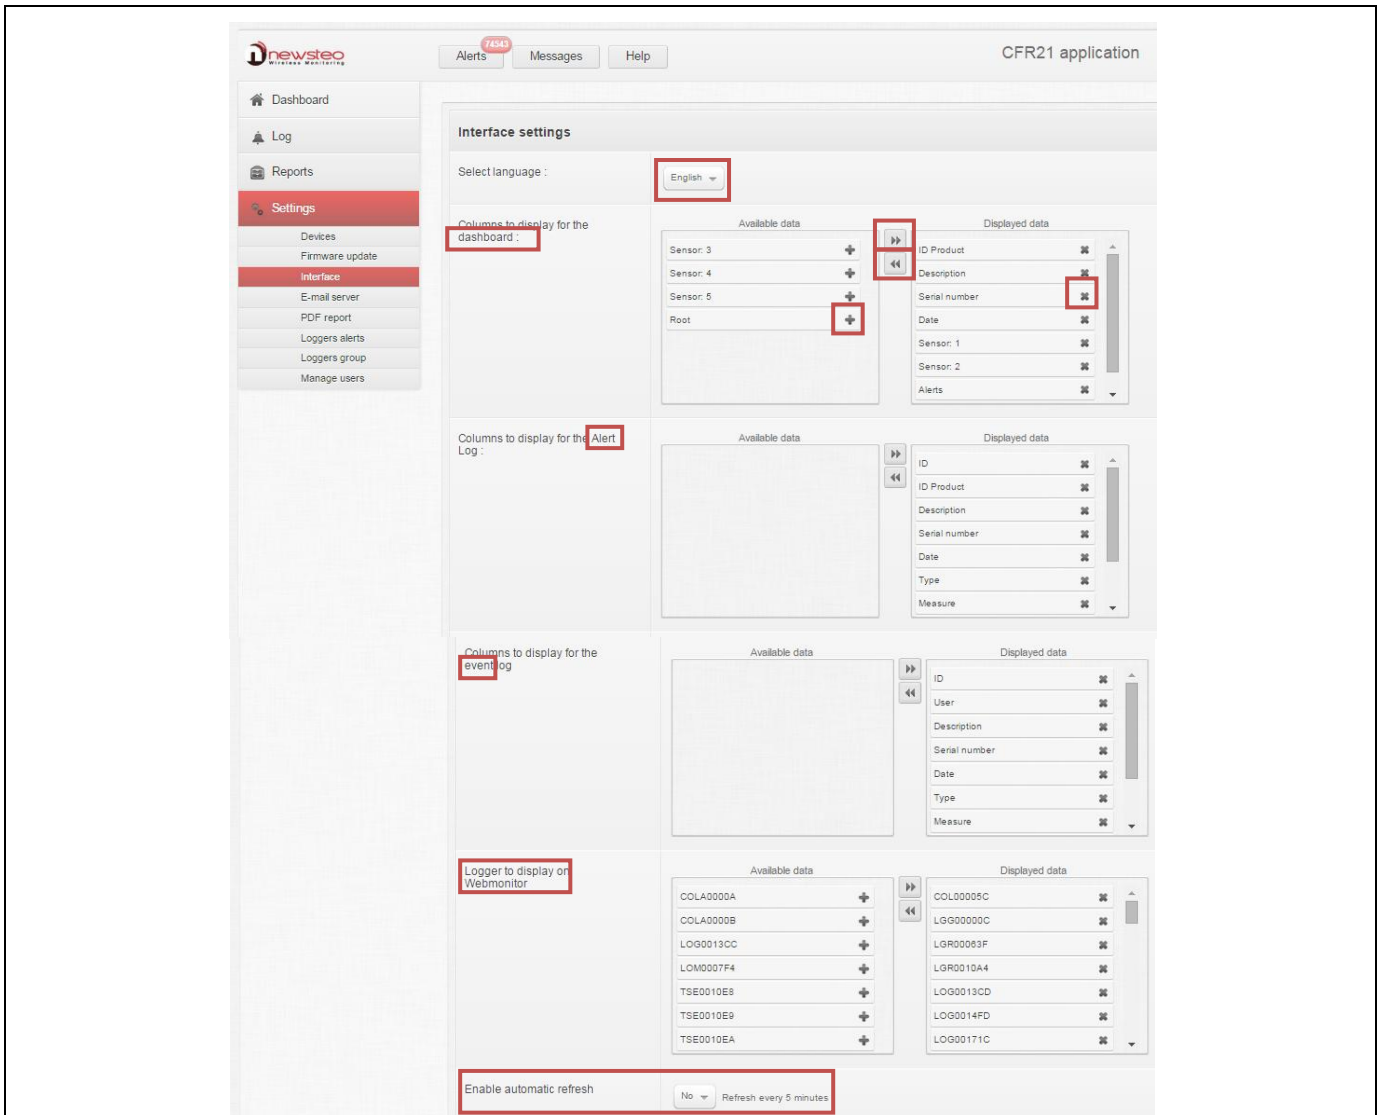 newsteo
Wireless Monitoring
Alerts
74543
Messages
Help
CFR21 application
Dashboard
Log
Reports
Settings
Devices
Firmware update
Interface
E-mail server
PDF report
Loggers alerts
Loggers group
Manage users
Interface settings
Select language :
English
Columns to display for the
dashboard :
Available data
Sensor: 3
Sensor: 4
Sensor: 5
Root
Displayed data
ID Product
Description
Serial number
Date
Sensor: 1
Sensor: 2
Alerts
Columns to display for the Alert
Log :
Available data
Displayed data
ID
ID Product
Description
Serial number
Date
Type
Measure
Columns to display for the
event log
Available data
Displayed data
ID
User
Description
Serial number
Date
Type
Measure
Logger to display on
Webmonitor
Available data
COLA0000A
COLA0000B
LOG0013CC
LOM0007F4
TSE0010E8
TSE0010E9
TSE0010EA
Displayed data
COL00005C
LGG00000C
LGR00063F
LGR0010A4
LOG0013CD
LOG0014FD
LOG00171C
Enable automatic refresh
No
Refresh every 5 minutes